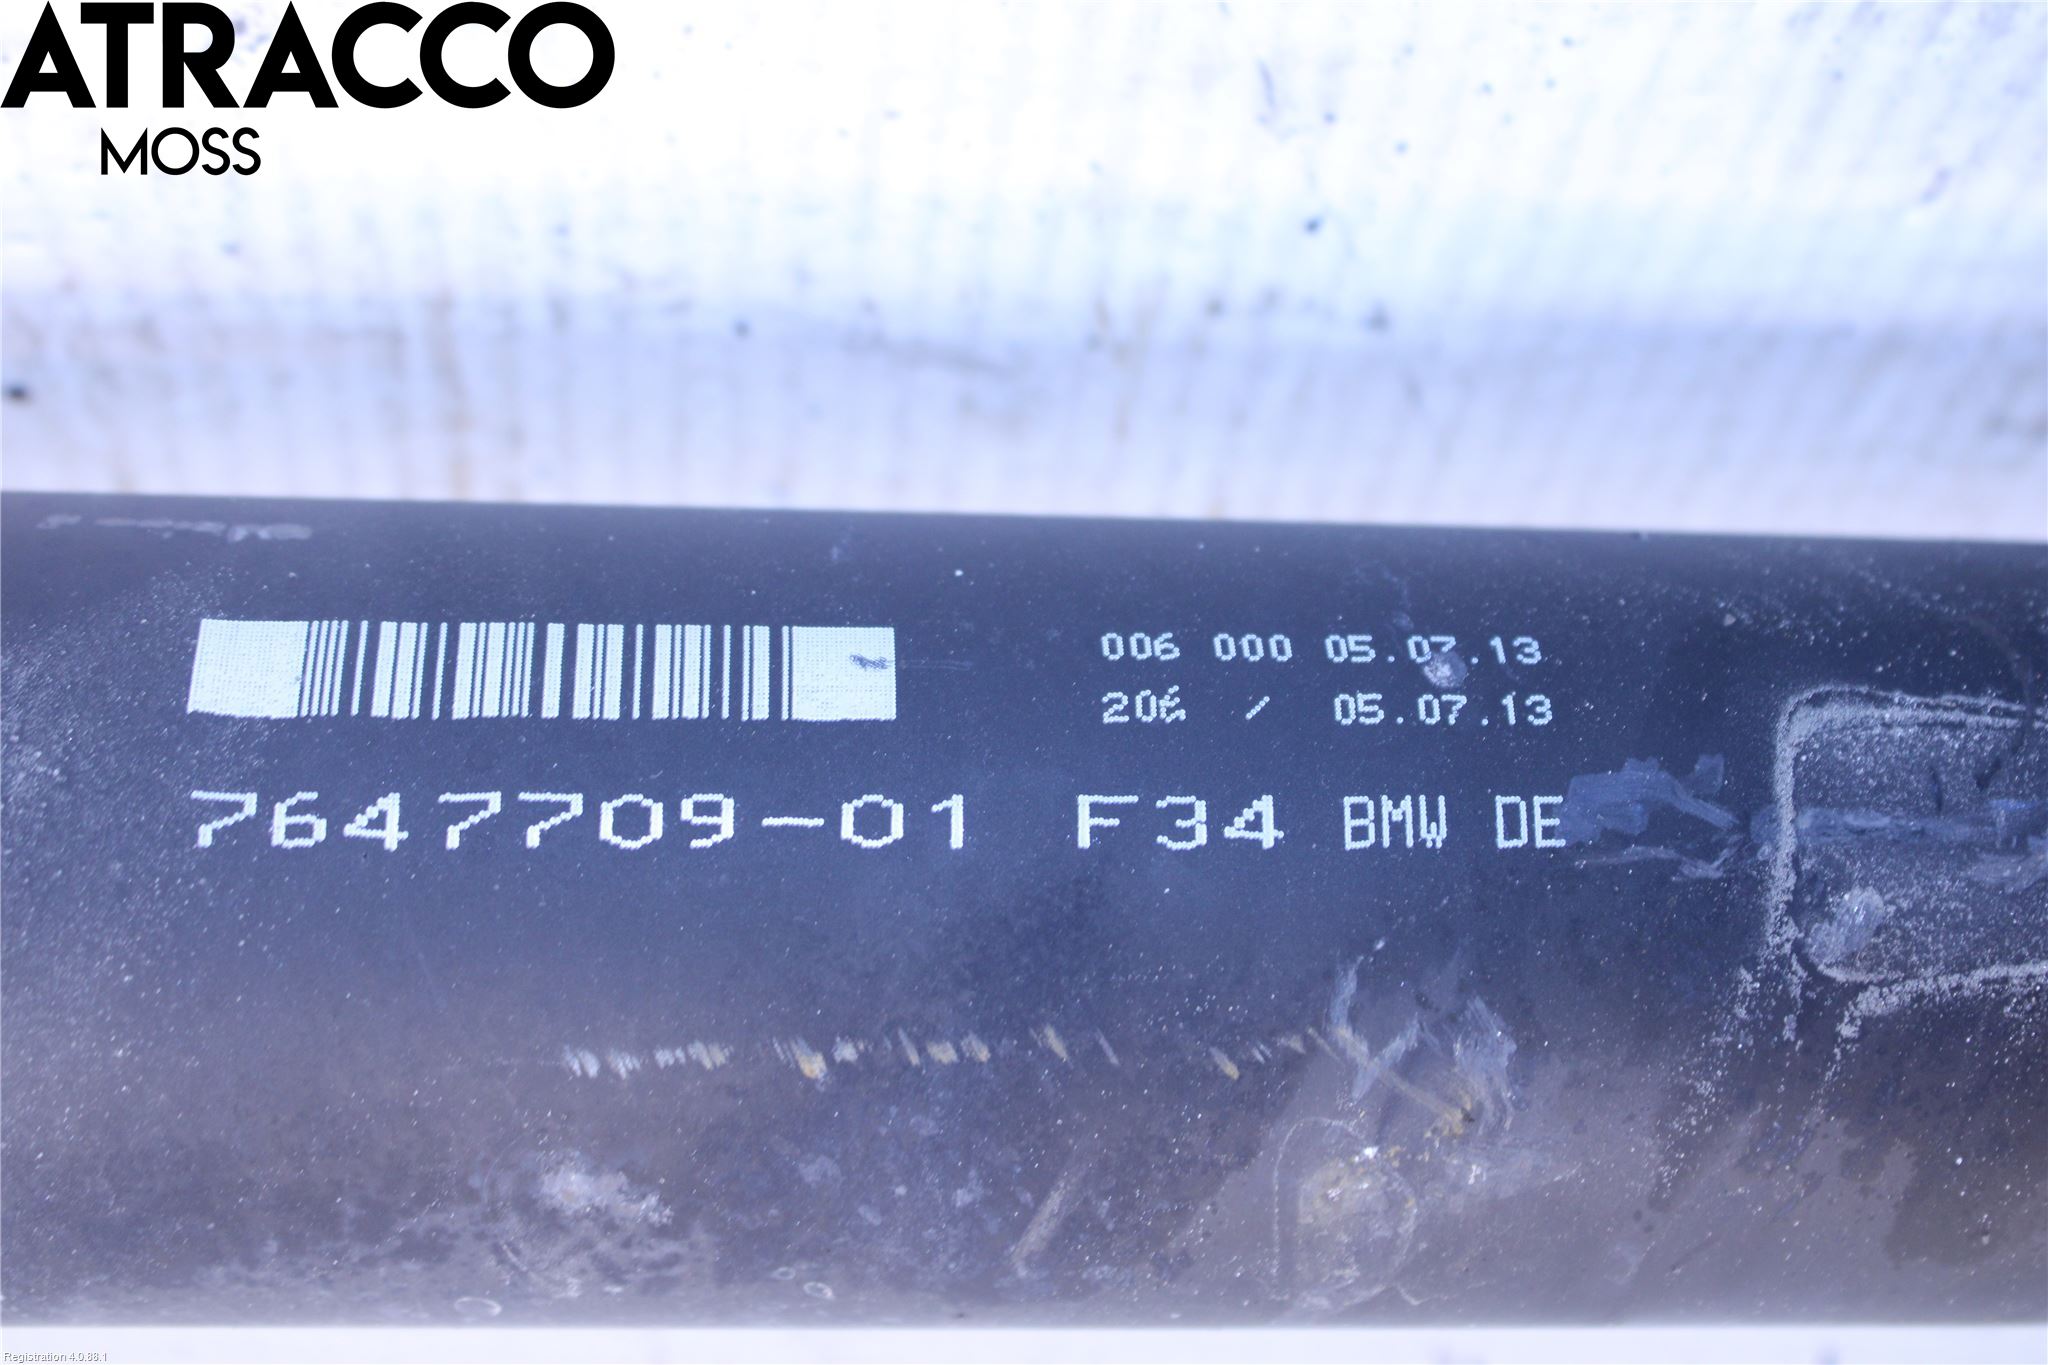 ATRACCO
MOSS
006 000 05.07.13
/ 05.07.13
7647709-01 F34 BMW DE
Registration 4.0.88.1